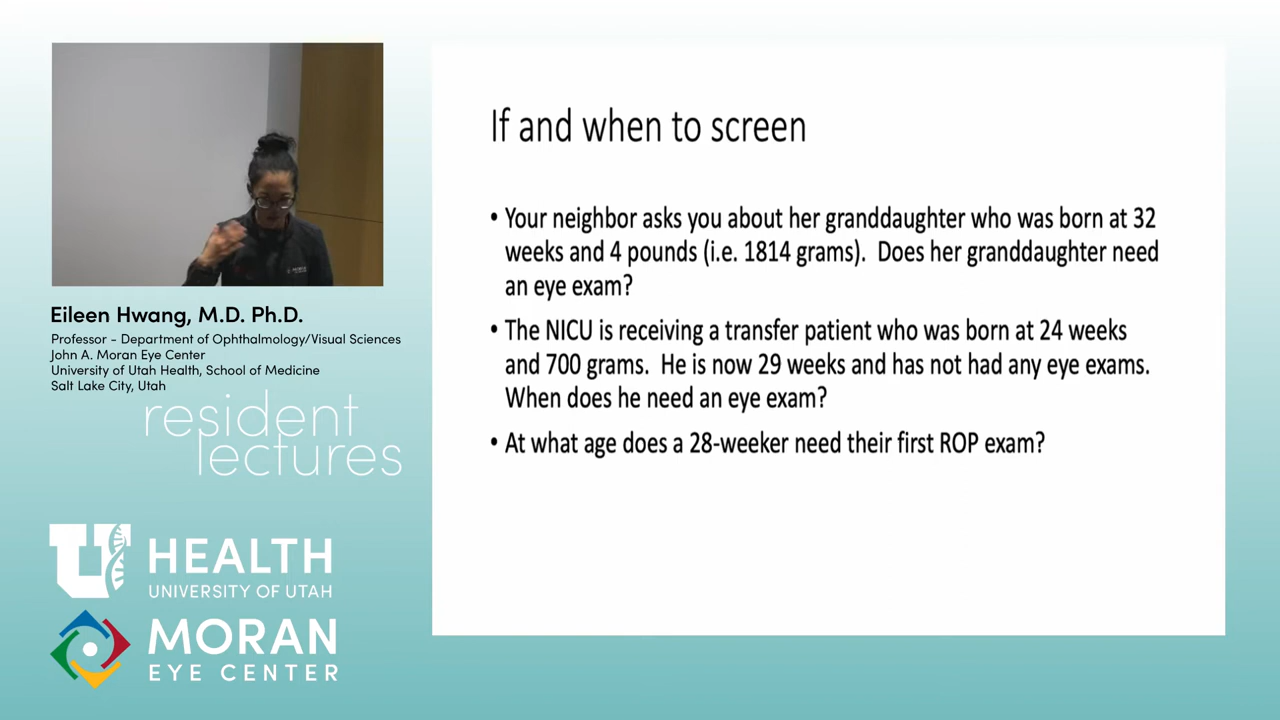 If and when to screen
• Your neighbor asks you about her granddaughter who was born at 32
weeks and 4 pounds (i.e. 1814 grams). Does her granddaughter need
an eye exam?
• The NICU is receiving a transfer patient who was born at 24 weeks
and 700 grams. He is now 29 weeks and has not had any eye exams.
When does he need an eye exam?
• At what age does a 28-weeker need their first ROP exam?
Eileen Hwang, M.D. Ph.D.
Professor - Department of Ophthalmology/Visual Sciences
John A. Moran Eye Center
University of Utah Health, School of Medicine
Salt Lake City, Utah
resident
lectures
U HEALTH
UNIVERSITY OF UTAH
MORAN
EYE CENTER